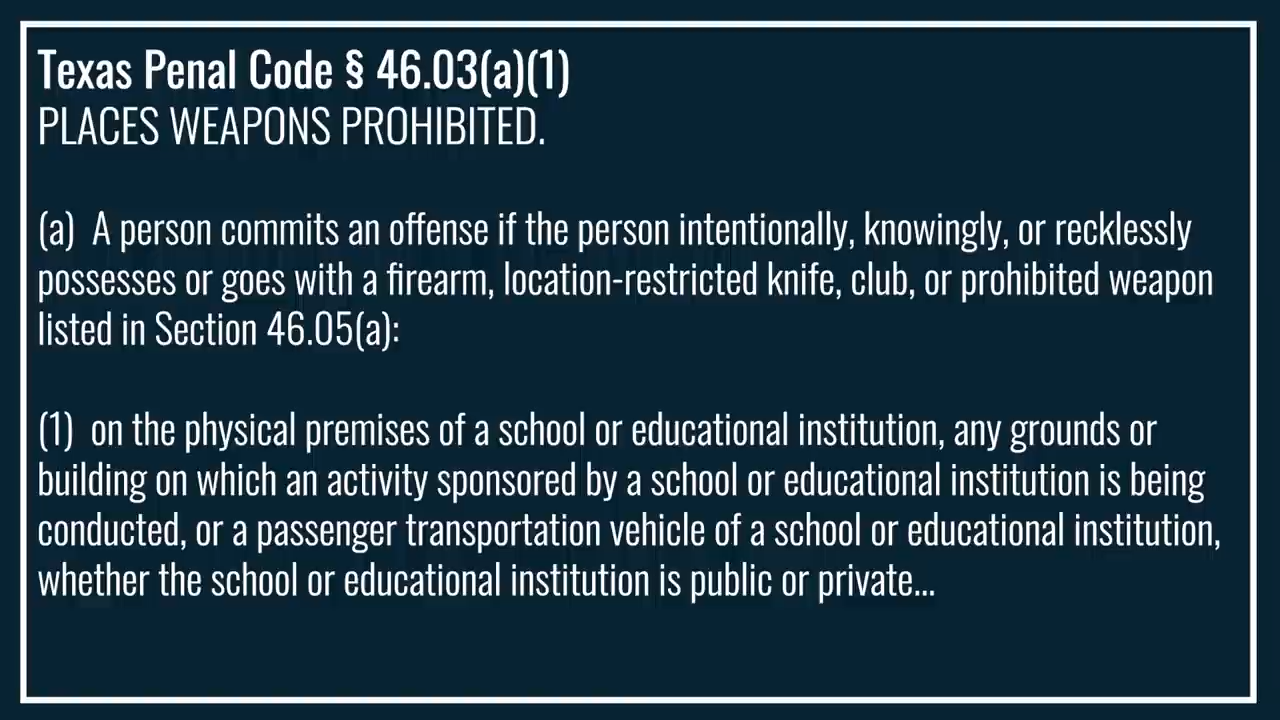 Texas Penal Code § 46.03(a)(1)
PLACES WEAPONS PROHIBITED.
(a) A person commits an offense if the person intentionally, knowingly, or recklessly
possesses or goes with a firearm, location-restricted knife, club, or prohibited weapon
listed in Section 46.05(a):
(1) on the physical premises of a school or educational institution, any grounds or
building on which an activity sponsored by a school or educational institution is being
conducted, or a passenger transportation vehicle of a school or educational institution,
whether the school or educational institution is public or private...